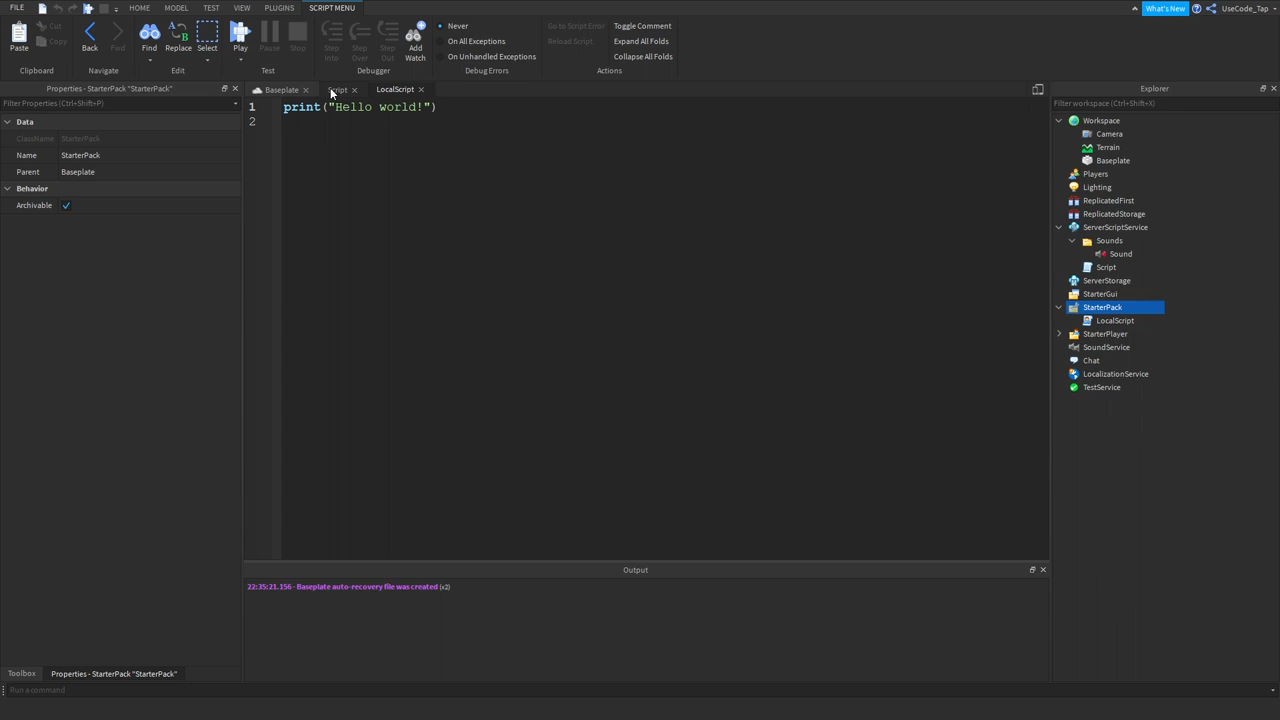 FILE HOME MODEL TEST VIEW PLUGINS SCRIPT MENU What's New UseCode_Tap
Paste Cut Copy
Clipboard
Back Find
Navigate
Find Replace Select
Edit
Play Pause Stop
Test
Step Into Step Over Step Out Add Watch
Debugger
Never
On All Exceptions
On Unhandled Exceptions
Debug Errors
Go to Script Error Toggle Comment
Reload Script Expand All Folds
Collapse All Folds
Actions
Properties - StarterPack "StarterPack"
Filter Properties (Ctrl+Shift+P)
Data
ClassName StarterPack
Name StarterPack
Parent Baseplate
Behavior
Archivable
Baseplate Script LocalScript
1 print("Hello world!")
2
Output
22:35:21.156 - Baseplate auto-recovery file was created (x2)
Explorer
Filter workspace (Ctrl+Shift+X)
Workspace
Camera
Terrain
Baseplate
Players
Lighting
ReplicatedFirst
ReplicatedStorage
ServerScriptService
Sounds
Sound
Script
ServerStorage
StarterGui
StarterPack
LocalScript
StarterPlayer
SoundService
Chat
LocalizationService
TestService
Toolbox Properties - StarterPack "StarterPack"
Run a command